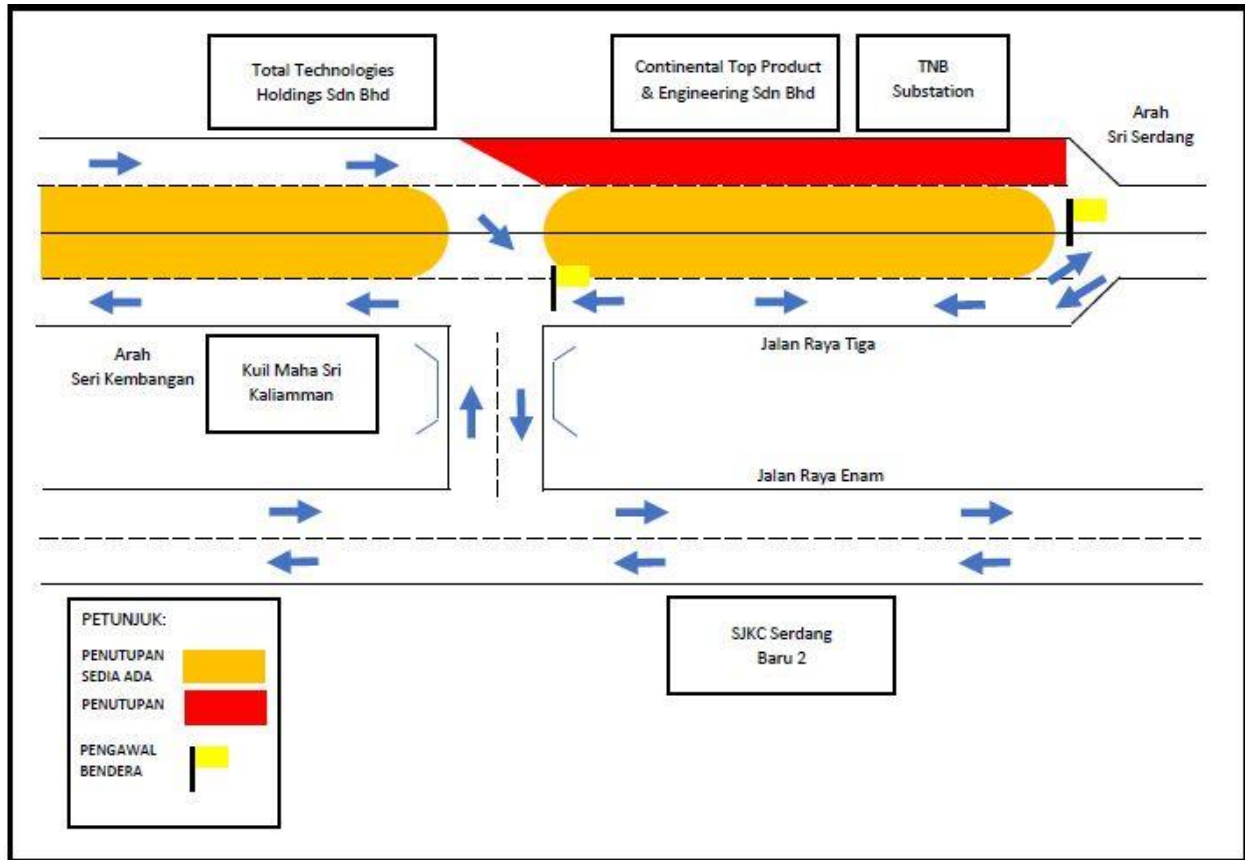 Total Technologies
Holdings Sdn Bhd
Continental Top Product
& Engineering Sdn Bhd
TNB
Substation
Arah
Sri Serdang
Arah
Seri Kembangan
Kuil Maha Sri
Kaliamman
Jalan Raya Tiga
Jalan Raya Enam
PETUNJUK:
PENUTUPAN
SEDIA ADA
PENUTUPAN
PENGAWAL
BENDERA
SJKC Serdang
Baru 2